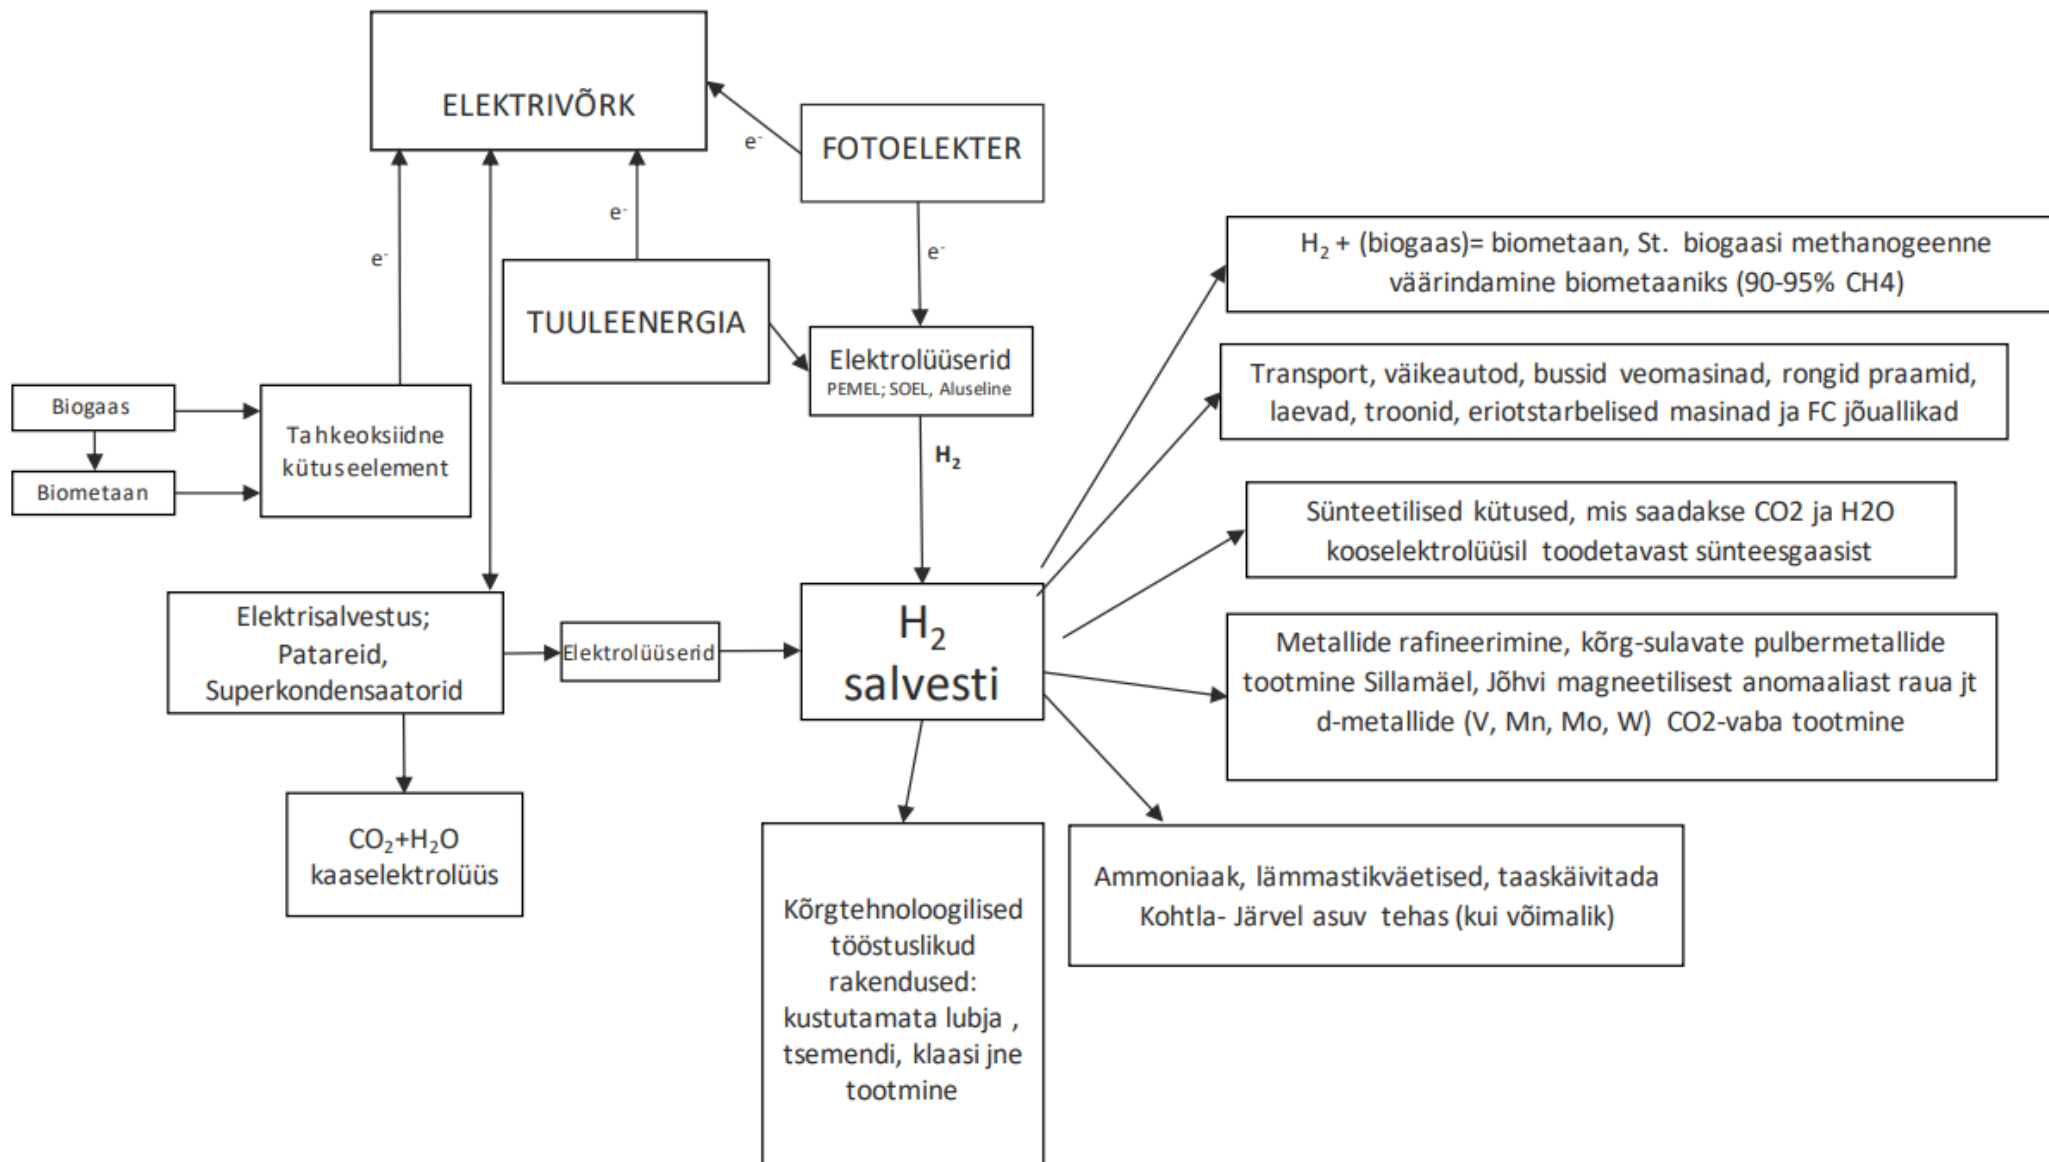 ELEKTRIVÕRK
e-
FOTOELEKTER
e-
e-
e-
TUULEENERGIA
Elektrolüüserid
PEMEL; SOEL, Aluseline
H2
Biogaas
Biometaan
Tahkeoksiidne
kütuseelement
Elektrisalvestus;
Patareid,
Superkondensaatorid
Elektrolüüserid
H2
salvesti
CO2+H2O
kaaselektrolüüs
H2 + (biogaas)= biometaan, St. biogaasi methanogeenne
väärindamine biometaaniks (90-95% CH4)
Transport, väikeautod, bussid veomasinad, rongid praamid,
laevad, troonid, eriotstarbelised masinad ja FC jõuallikad
Sünteetilised kütused, mis saadakse CO2 ja H2O
kooselektrolüüsil toodetavast sünteesgaasist
Metallide rafineerimine, kõrg-sulavate pulbermetallide
tootmine Sillamäel, Jõhvi magneetilisest anomaaliast raua jt
d-metallide (V, Mn, Mo, W) CO2-vaba tootmine
Ammoniaak, lämmastikväetised, taaskäivitada
Kohtla- Järvel asuv tehas (kui võimalik)
Kõrgtehnoloogilised
tööstuslikud
rakendused:
kustutamata lubja ,
tsemendi, klaasi jne
tootmine